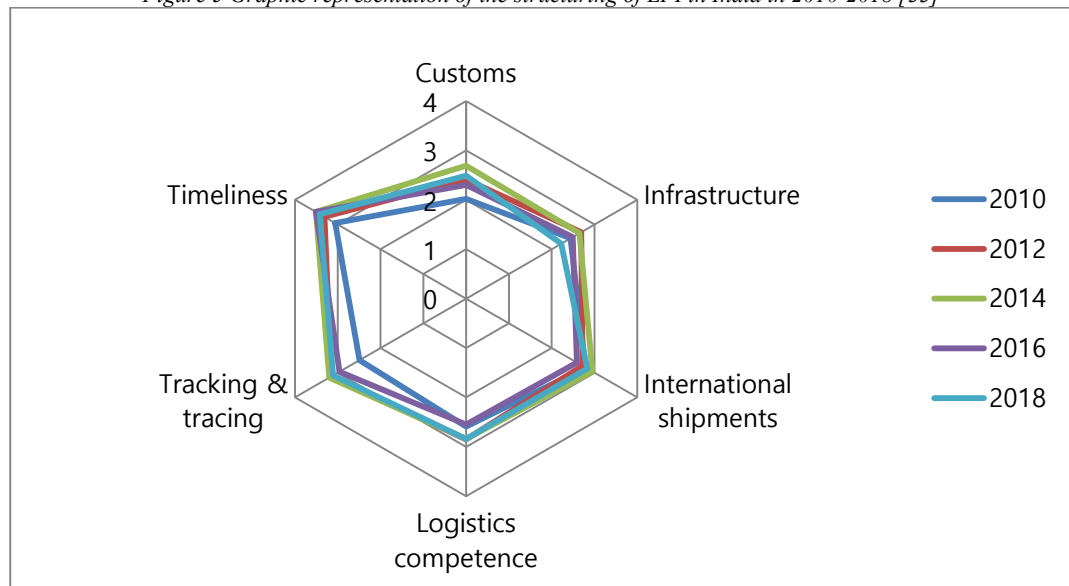 Customs
4
3
2
1
0
Timeliness
Infrastructure
Tracking &
tracing
International
shipments
Logistics
competence
2010
2012
2014
2016
2018